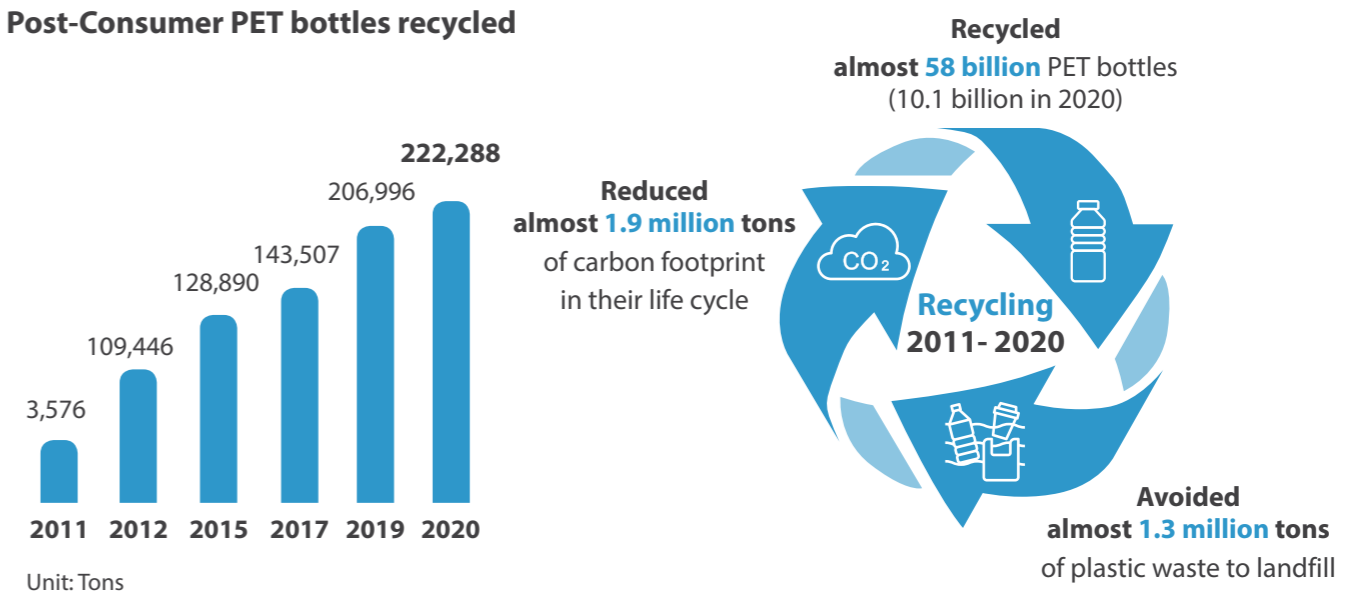 Post-Consumer PET bottles recycled
222,288
206,996
143,507
128,890
109,446
3,576
2011 2012 2015 2017 2019 2020
Unit: Tons
Recycled
almost 58 billion PET bottles
(10.1 billion in 2020)
Reduced
almost 1.9 million tons
of carbon footprint
in their life cycle
CO₂
Recycling
2011- 2020
Avoided
almost 1.3 million tons
of plastic waste to landfill